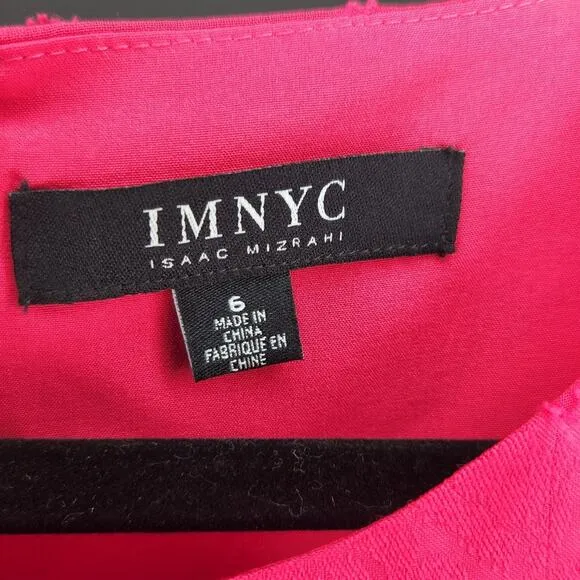 IMNYC
ISAAC MIZRAHI
6
MADE IN
CHINA
FABRIQUE EN
CHINE